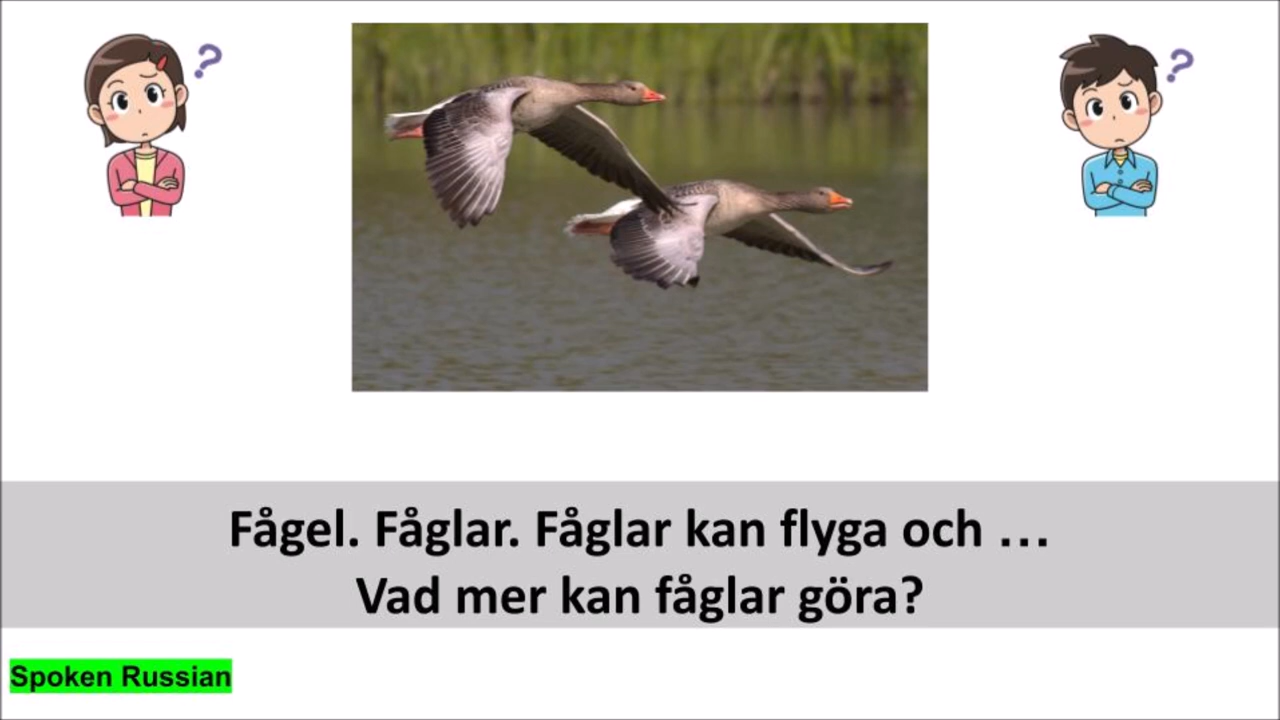 ?
?
Fågel. Fåglar. Fåglar kan flyga och …
Vad mer kan fåglar göra?
Spoken Russian